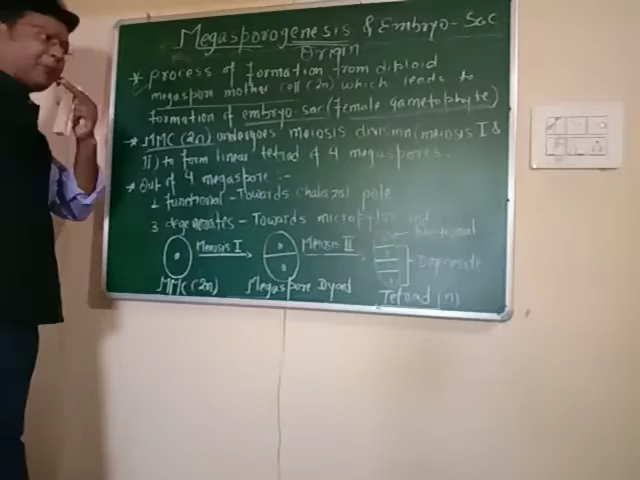 Megasporogenesis & Embryo-Sac
Origin
* Process of formation from diploid
megaspore mother cell (2n) which leads to
formation of embryo-sac (female gametophyte)
* MMC (2n) undergoes meiosis division (meiosis I &
II) to form linear tetrad of 4 megaspores.
* Out of 4 megaspore :-
1 functional - Towards chalazal pole
3 degenerates - Towards micropylar end
Functional
Meiosis I
Meiosis II
Degenerate
MMC (2n)
Megaspore Dyad
Tetrad (n)